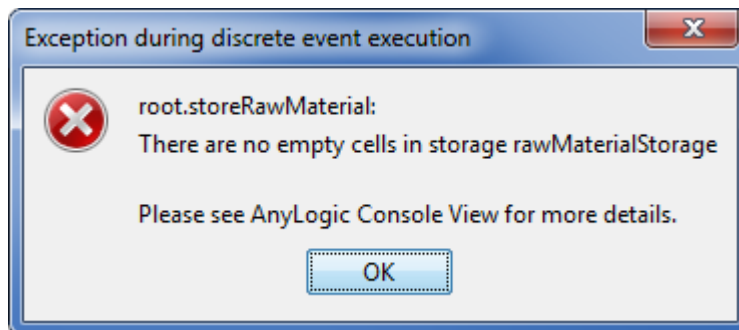 Exception during discrete event execution
root.storeRawMaterial:
There are no empty cells in storage rawMaterialStorage
Please see AnyLogic Console View for more details.
OK